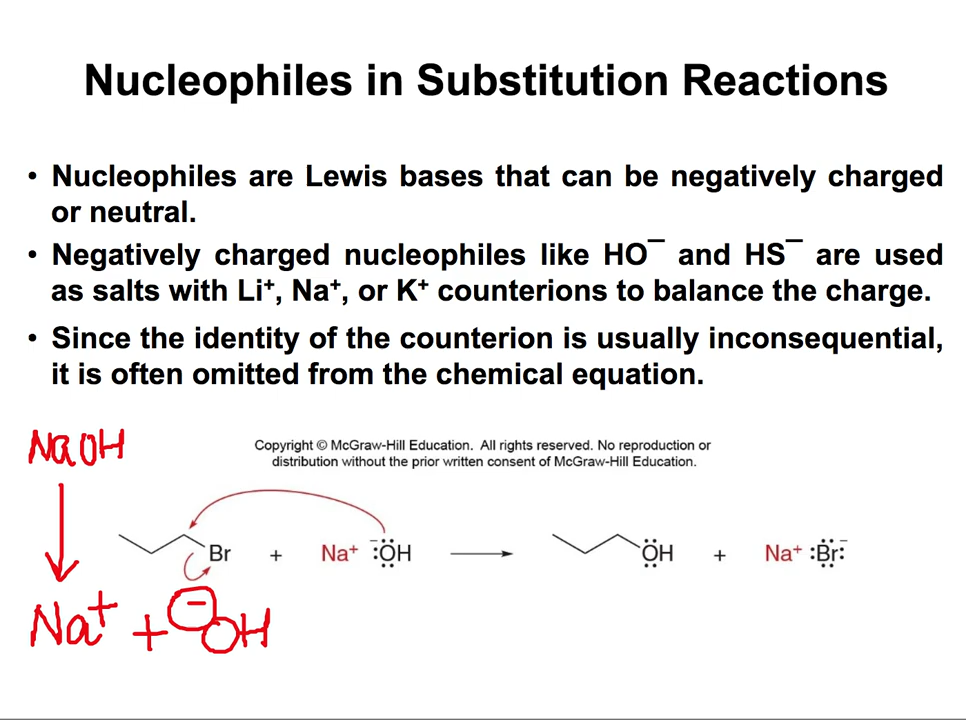 Nucleophiles in Substitution Reactions
• Nucleophiles are Lewis bases that can be negatively charged
or neutral.
• Negatively charged nucleophiles like HO⁻ and HS⁻ are used
as salts with Li⁺, Na⁺, or K⁺ counterions to balance the charge.
• Since the identity of the counterion is usually inconsequential,
it is often omitted from the chemical equation.
NaOH
Copyright © McGraw-Hill Education. All rights reserved. No reproduction or
distribution without the prior written consent of McGraw-Hill Education.
Br + Na⁺ ⁻:OH → OH + Na⁺ :Br:⁻
Na⁺ + ⁻OH